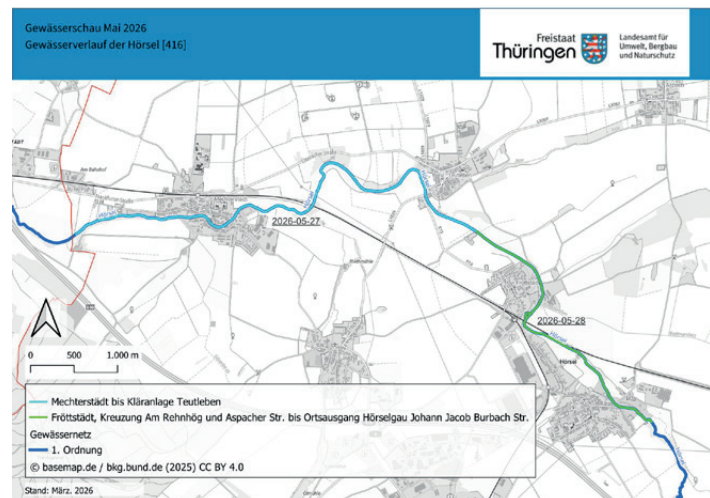 Gewässerschau Mai 2026
Gewässerverlauf der Hörsel [416]
Freistaat
Thüringen
Landesamt für
Umwelt, Bergbau
und Naturschutz
Am Bahnhof
2026-05-27
2026-05-28
Hörsel
0 500 1.000 m
Mechterstädt bis Kläranlage Teutleben
Fröttstädt, Kreuzung Am Rehnhög und Aspacher Str. bis Ortsausgang Hörselgau Johann Jacob Burbach Str.
Gewässernetz
1. Ordnung
© basemap.de / bkg.bund.de (2025) CC BY 4.0
Stand: März. 2026